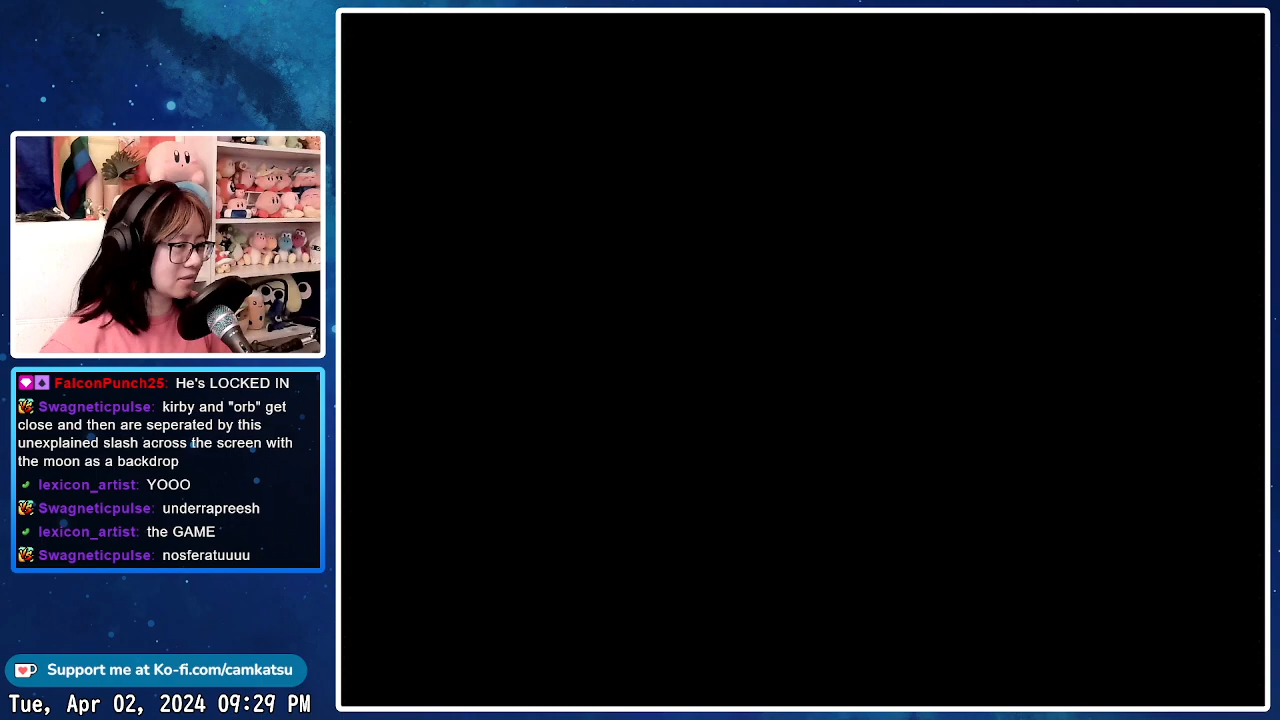 FalconPunch25: He's LOCKED IN
Swagneticpulse: kirby and "orb" get
close and then are seperated by this
unexplained slash across the screen with
the moon as a backdrop
lexicon_artist: YOOO
Swagneticpulse: underrapreesh
lexicon_artist: the GAME
Swagneticpulse: nosferatuuuu
Support me at Ko-fi.com/camkatsu
Tue, Apr 02, 2024 09:29 PM